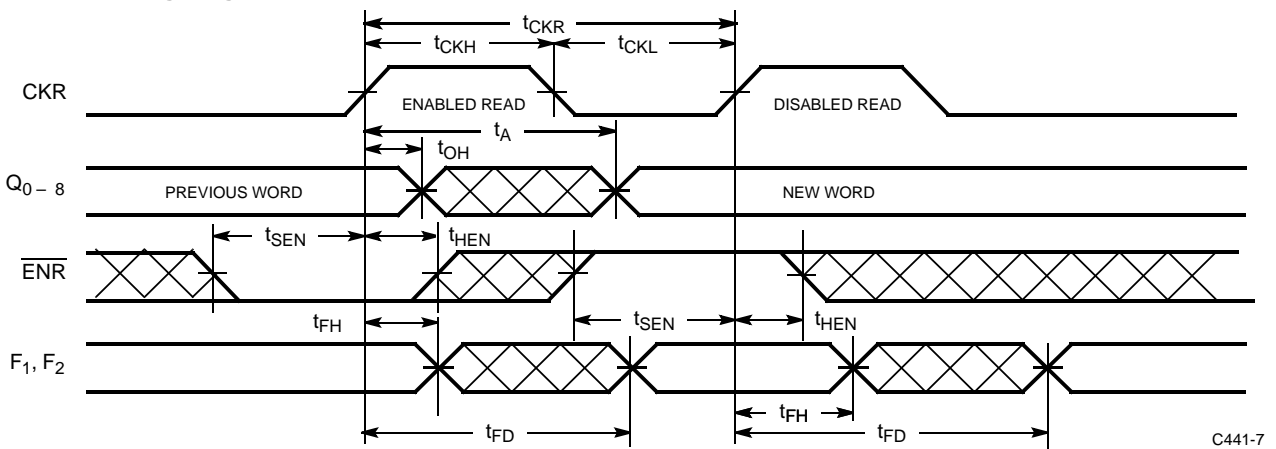 tCKR
tCKH
tCKL
CKR
ENABLED READ
DISABLED READ
tA
tOH
Q0 – 8
PREVIOUS WORD
NEW WORD
tSEN
tHEN
ENR
tFH
tSEN
tHEN
F1, F2
tFH
tFD
tFD
C441-7